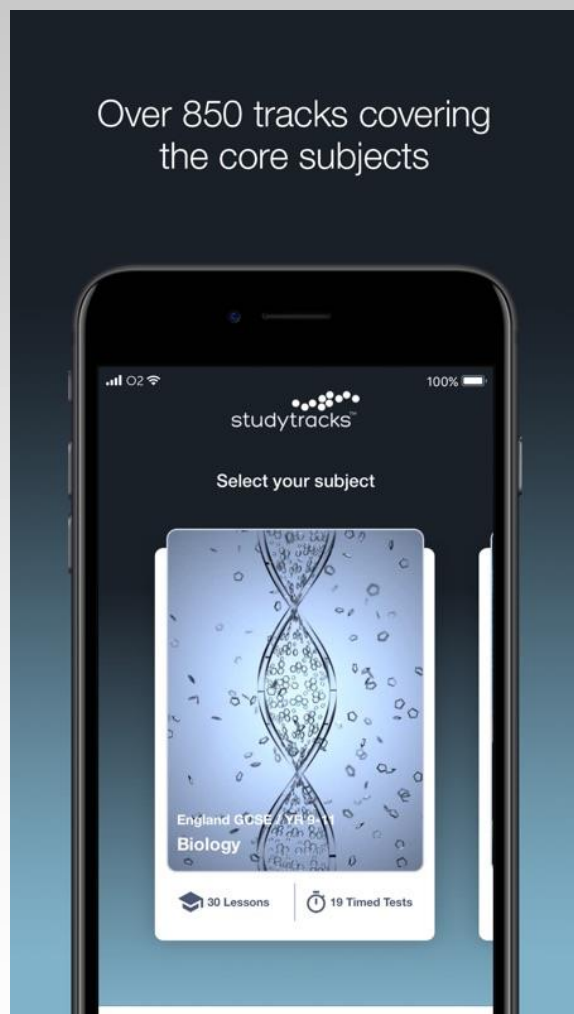 Over 850 tracks covering
the core subjects
O2 100%
studytracks™
Select your subject
England GCSE / YR 9-11
Biology
30 Lessons 19 Timed Tests